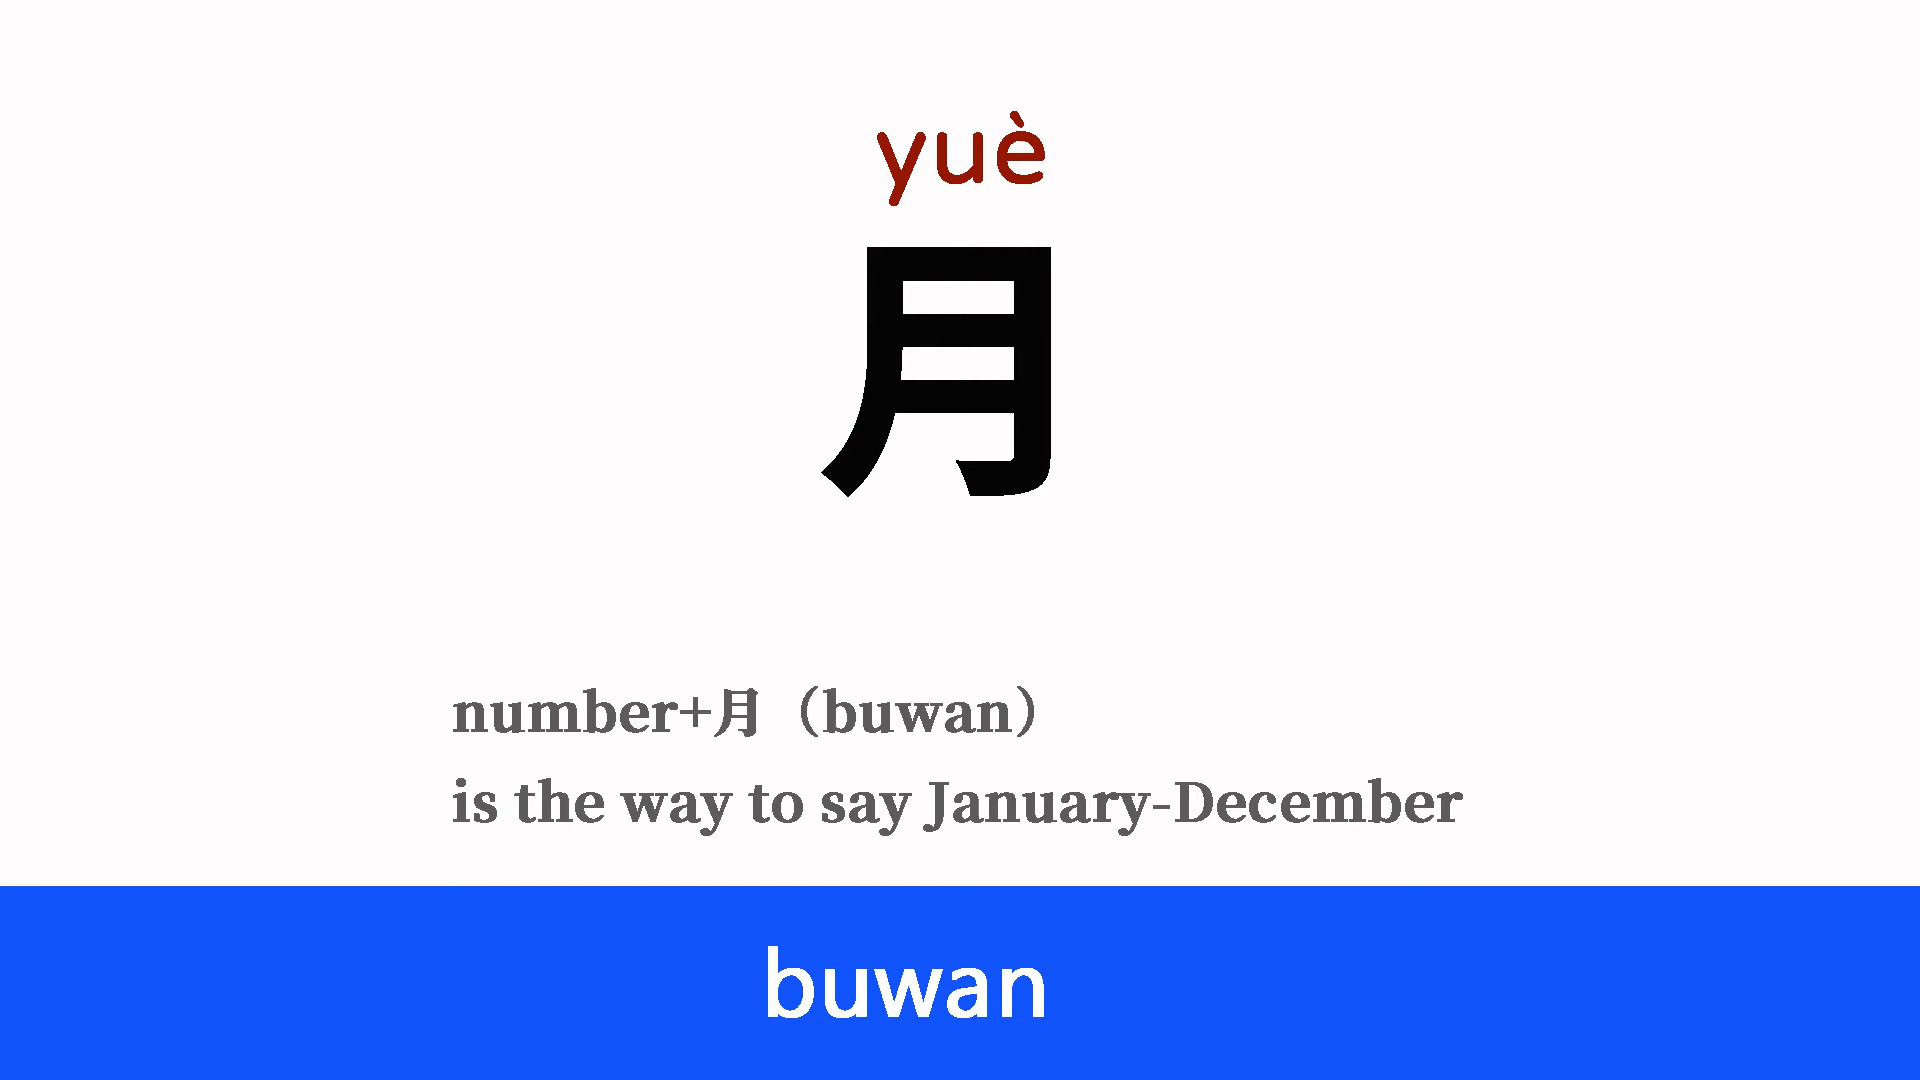 yuè
月
number+月（buwan）
is the way to say January-December
buwan